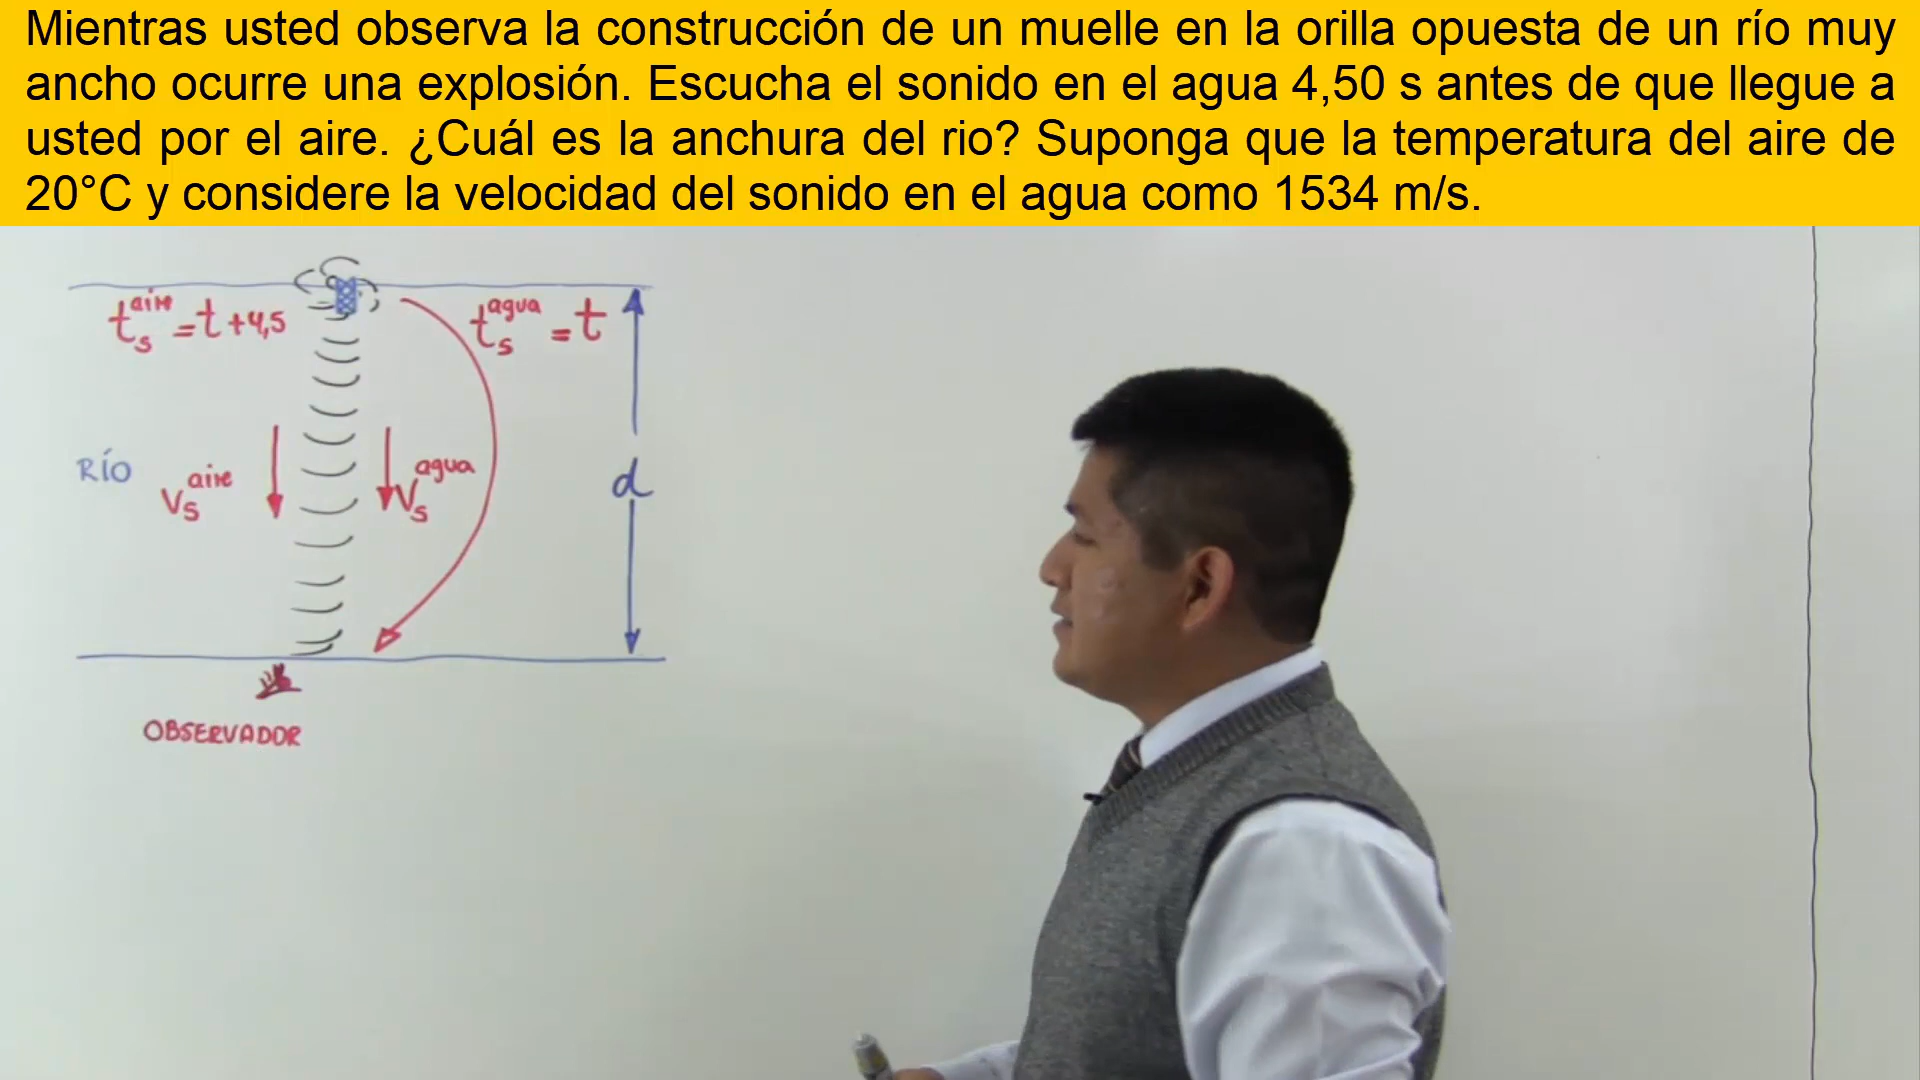 Mientras usted observa la construcción de un muelle en la orilla opuesta de un río muy
ancho ocurre una explosión. Escucha el sonido en el agua 4,50 s antes de que llegue a
usted por el aire. ¿Cuál es la anchura del rio? Suponga que la temperatura del aire de
20°C y considere la velocidad del sonido en el agua como 1534 m/s.
t_s^aire = t + 4,5
t_s^agua = t
RÍO
V_s^aire
V_s^agua
d
OBSERVADOR